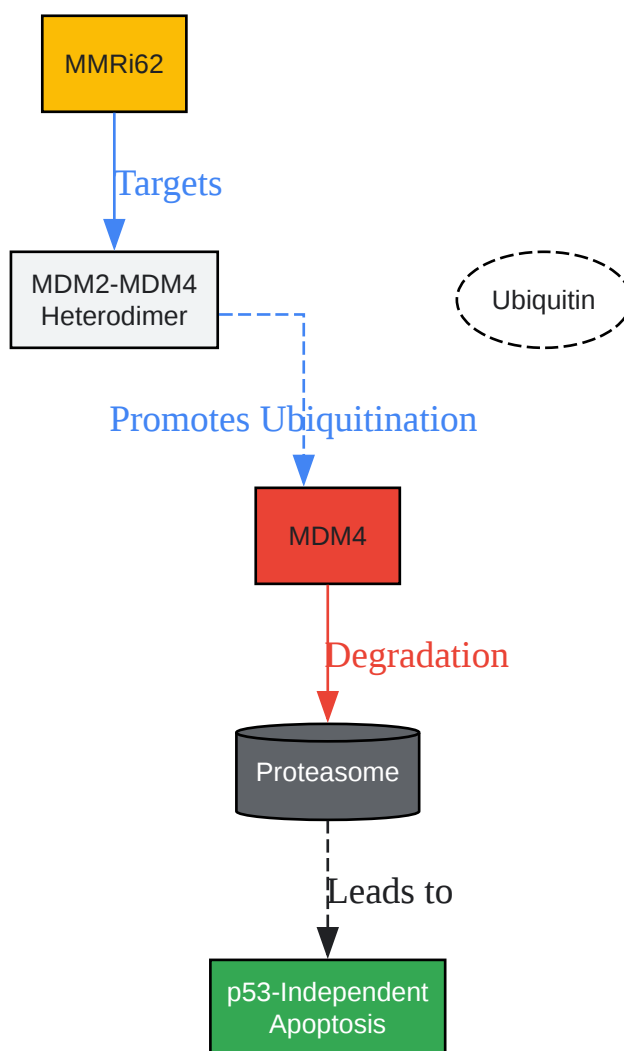 MMRi62
Targets
MDM2-MDM4
Heterodimer
Ubiquitin
Promotes Ubiquitination
MDM4
Degradation
Proteasome
Leads to
p53-Independent
Apoptosis